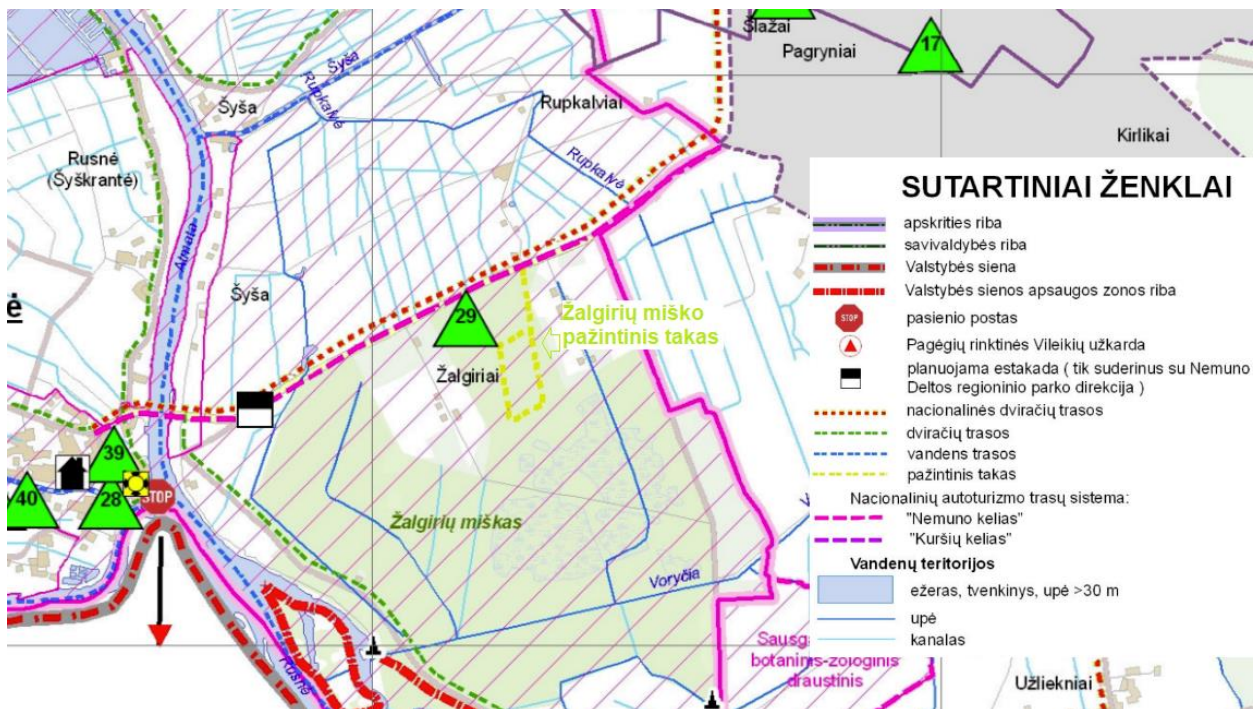 Šlažai
17
Pagryniai
Šyša
Šyša
Rupkalvė
Rupkalviai
Kirlikai
Rusnė
(Šyškrantė)
Rupkalvė
Atmata
Šyša
ė
29
Žalgirių miško
pažintinis takas
Žalgiriai
39
40
28
STOP
Žalgirių miškas
Voryčia
V
Rusnė
Sausga
botaninis-zologinis
draustinis
Užliekniai
SUTARTINIAI ŽENKLAI
apskrities riba
savivaldybės riba
Valstybės siena
Valstybės sienos apsaugos zonos riba
STOP
pasienio postas
Pagėgių rinktinės Vileikių užkarda
planuojama estakada ( tik suderinus su Nemuno
Deltos regioninio parko direkcija )
nacionalinės dviračių trasos
dviračių trasos
vandens trasos
pažintinis takas
Nacionalinių autoturizmo trasų sistema:
"Nemuno kelias"
"Kuršių kelias"
Vandenų teritorijos
ežeras, tvenkinys, upė >30 m
upė
kanalas